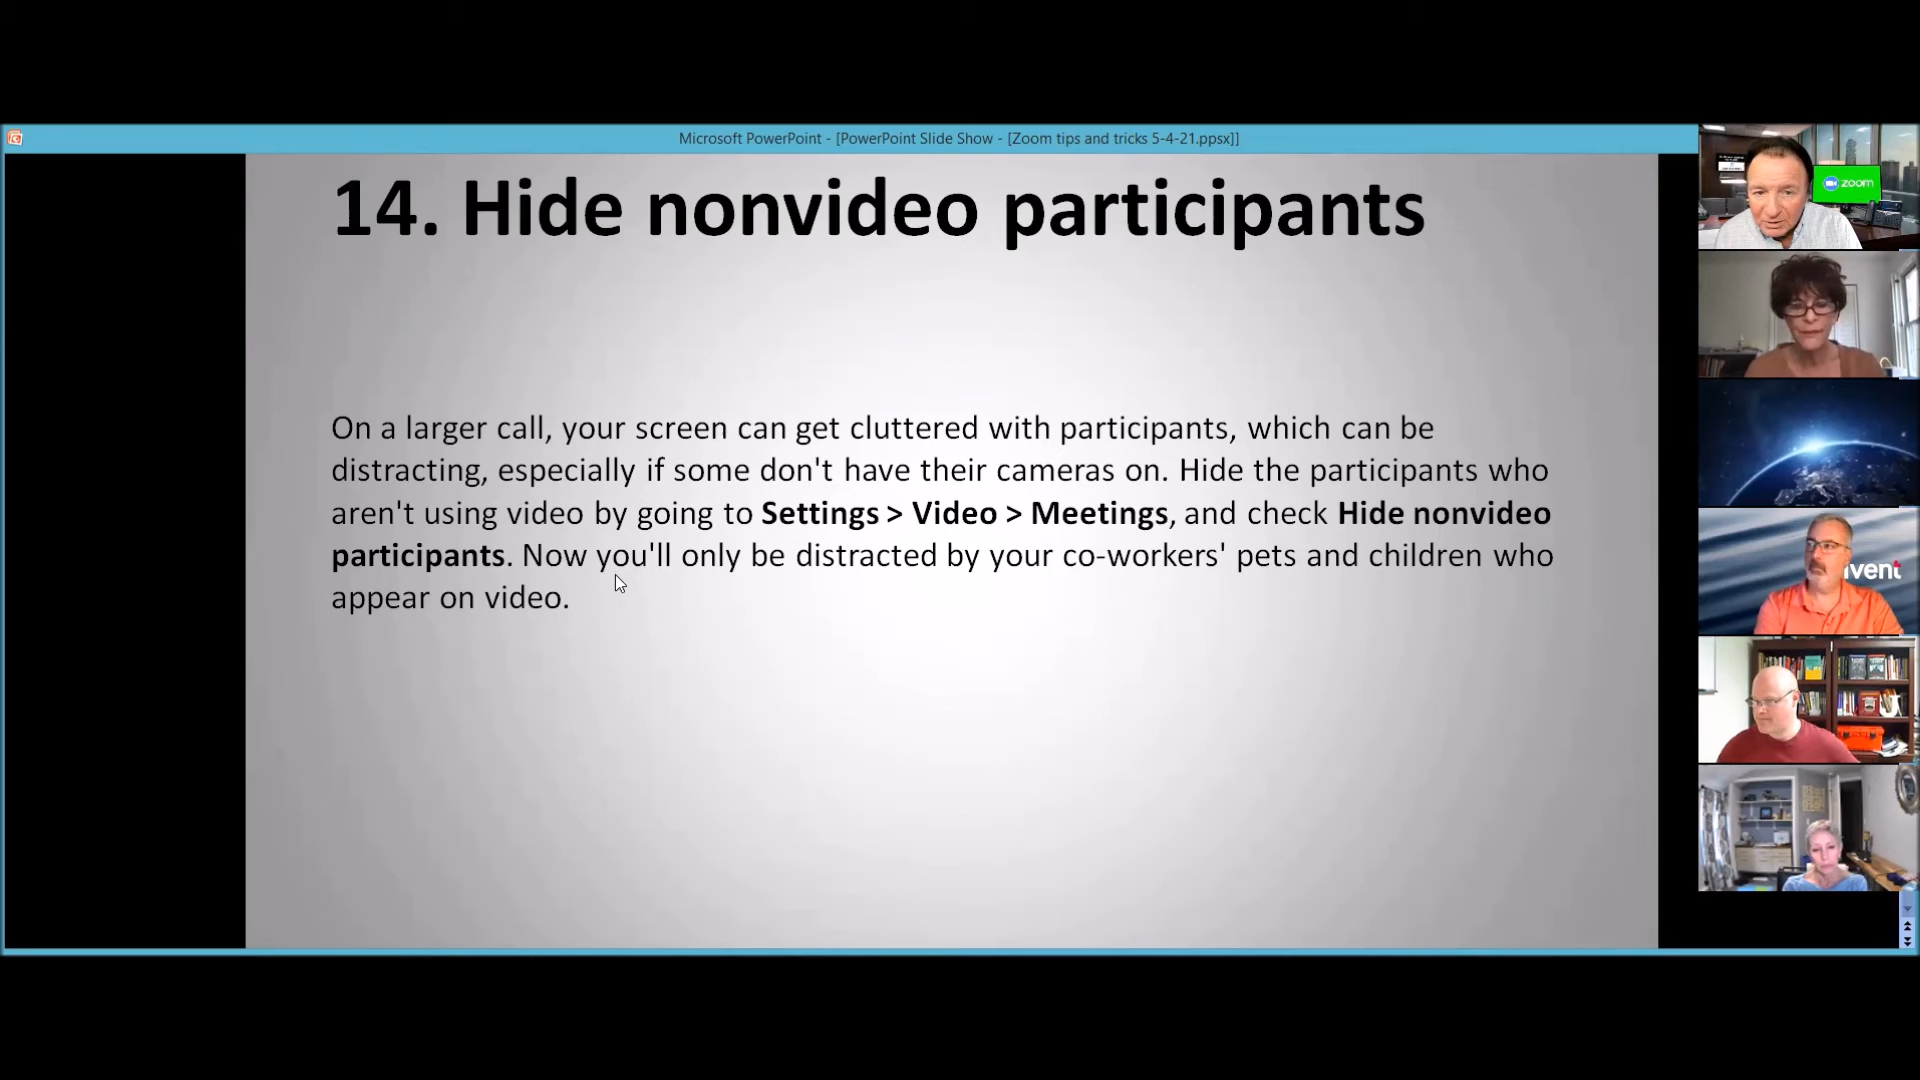 Microsoft PowerPoint - [PowerPoint Slide Show - [Zoom tips and tricks 5-4-21.ppsx]]
14. Hide nonvideo participants
zoom
On a larger call, your screen can get cluttered with participants, which can be
distracting, especially if some don't have their cameras on. Hide the participants who
aren't using video by going to Settings > Video > Meetings, and check Hide nonvideo
participants. Now you'll only be distracted by your co-workers' pets and children who
appear on video.
vent